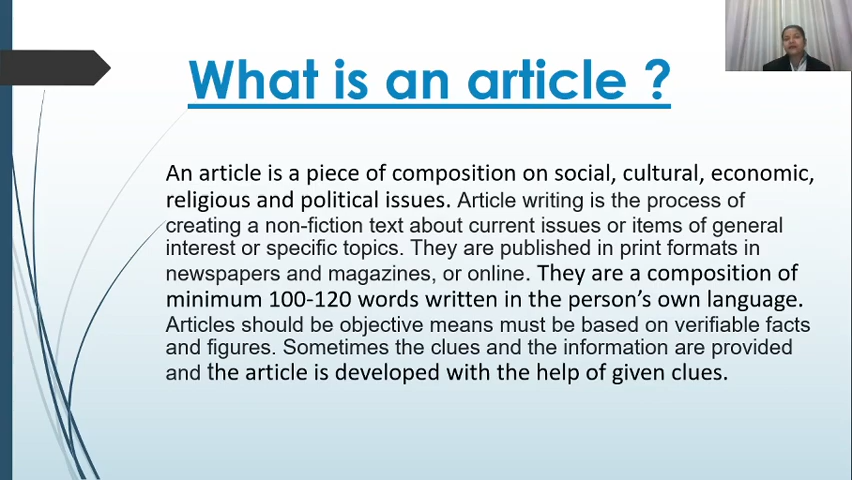 What is an article ?
An article is a piece of composition on social, cultural, economic,
religious and political issues. Article writing is the process of
creating a non-fiction text about current issues or items of general
interest or specific topics. They are published in print formats in
newspapers and magazines, or online. They are a composition of
minimum 100-120 words written in the person’s own language.
Articles should be objective means must be based on verifiable facts
and figures. Sometimes the clues and the information are provided
and the article is developed with the help of given clues.